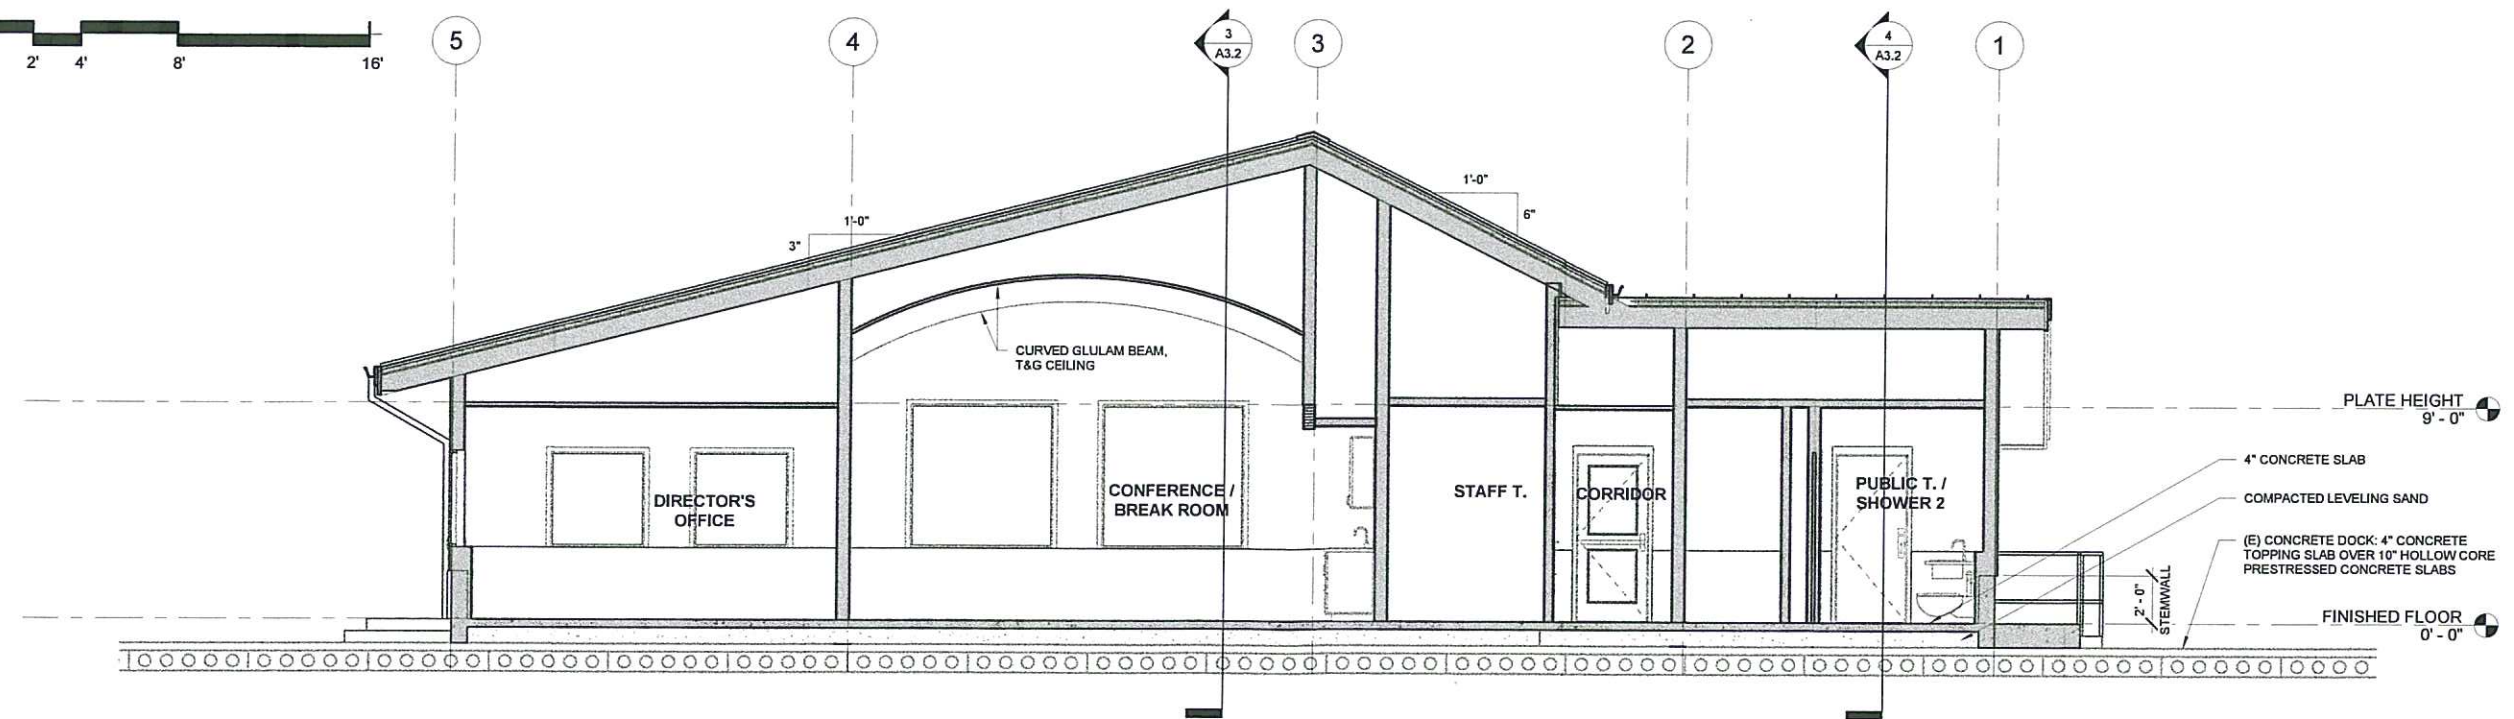 2' 4' 8' 16'
5
4
3
A3.2
3
2
4
A3.2
1
1'-0"
3"
1'-0"
6"
CURVED GLULAM BEAM,
T&G CEILING
PLATE HEIGHT
9' - 0"
DIRECTOR'S
OFFICE
CONFERENCE /
BREAK ROOM
STAFF T.
CORRIDOR
PUBLIC T. /
SHOWER 2
4" CONCRETE SLAB
COMPACTED LEVELING SAND
(E) CONCRETE DOCK: 4" CONCRETE
TOPPING SLAB OVER 10" HOLLOW CORE
PRESTRESSED CONCRETE SLABS
2' - 0"
STEMWALL
FINISHED FLOOR
0' - 0"